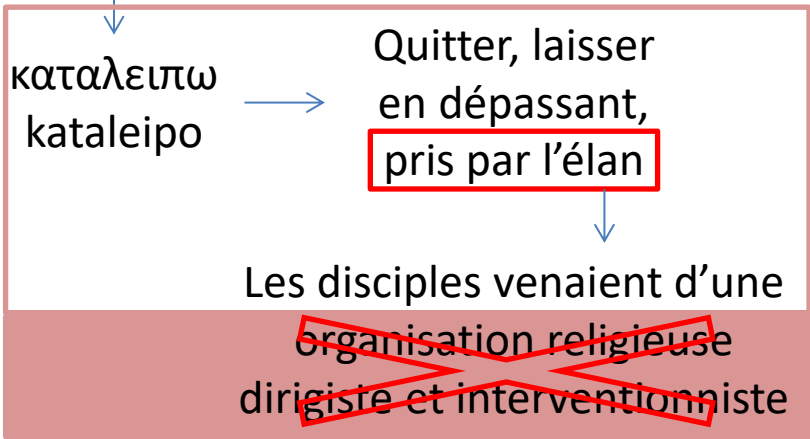 καταλειπω
kataleipo
Quitter, laisser
en dépassant,
pris par l’élan
Les disciples venaient d’une
organisation religieuse
dirigiste et interventionniste